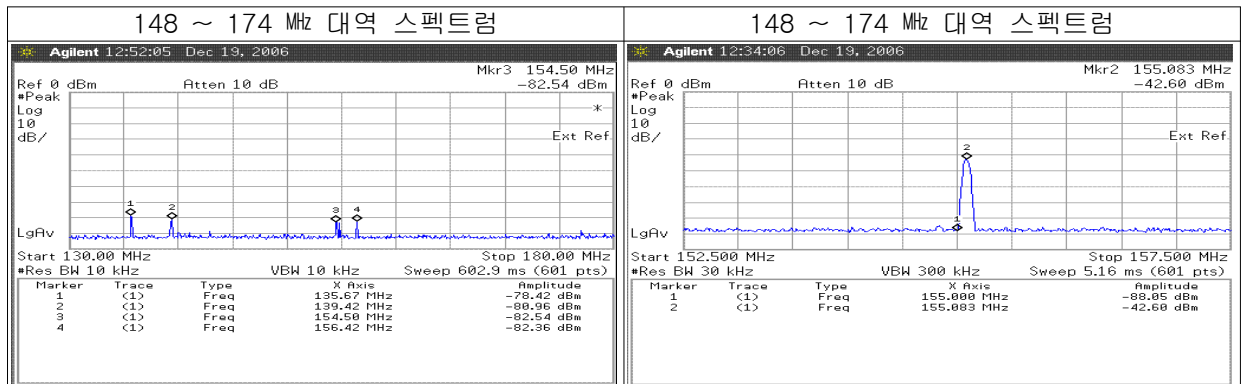 148 ~ 174 ㎒ 대역 스펙트럼
Agilent 12:52:05 Dec 19, 2006
Mkr3 154.50 MHz
Ref 0 dBm Atten 10 dB -82.54 dBm
#Peak
Log
10
dB/
*
Ext Ref
1
2
3
4
LgAv
Start 130.00 MHz Stop 180.00 MHz
#Res BW 10 kHz VBW 10 kHz Sweep 602.9 ms (601 pts)
Marker Trace Type X Axis Amplitude
1 (1) Freq 135.67 MHz -78.42 dBm
2 (1) Freq 139.42 MHz -80.96 dBm
3 (1) Freq 154.50 MHz -82.54 dBm
4 (1) Freq 156.42 MHz -82.36 dBm
148 ~ 174 ㎒ 대역 스펙트럼
Agilent 12:34:06 Dec 19, 2006
Mkr2 155.083 MHz
Ref 0 dBm Atten 10 dB -42.60 dBm
#Peak
Log
10
dB/
Ext Ref
2
1
LgAv
Start 152.500 MHz Stop 157.500 MHz
#Res BW 30 kHz VBW 300 kHz Sweep 5.16 ms (601 pts)
Marker Trace Type X Axis Amplitude
1 (1) Freq 155.000 MHz -88.05 dBm
2 (1) Freq 155.083 MHz -42.60 dBm